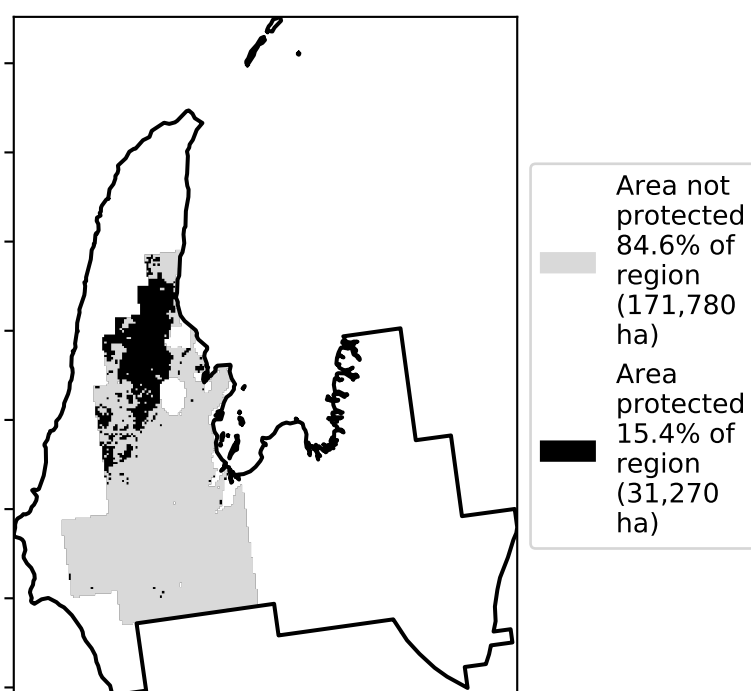 Area not
protected
84.6% of
region
(171,780
ha)
Area
protected
15.4% of
region
(31,270
ha)